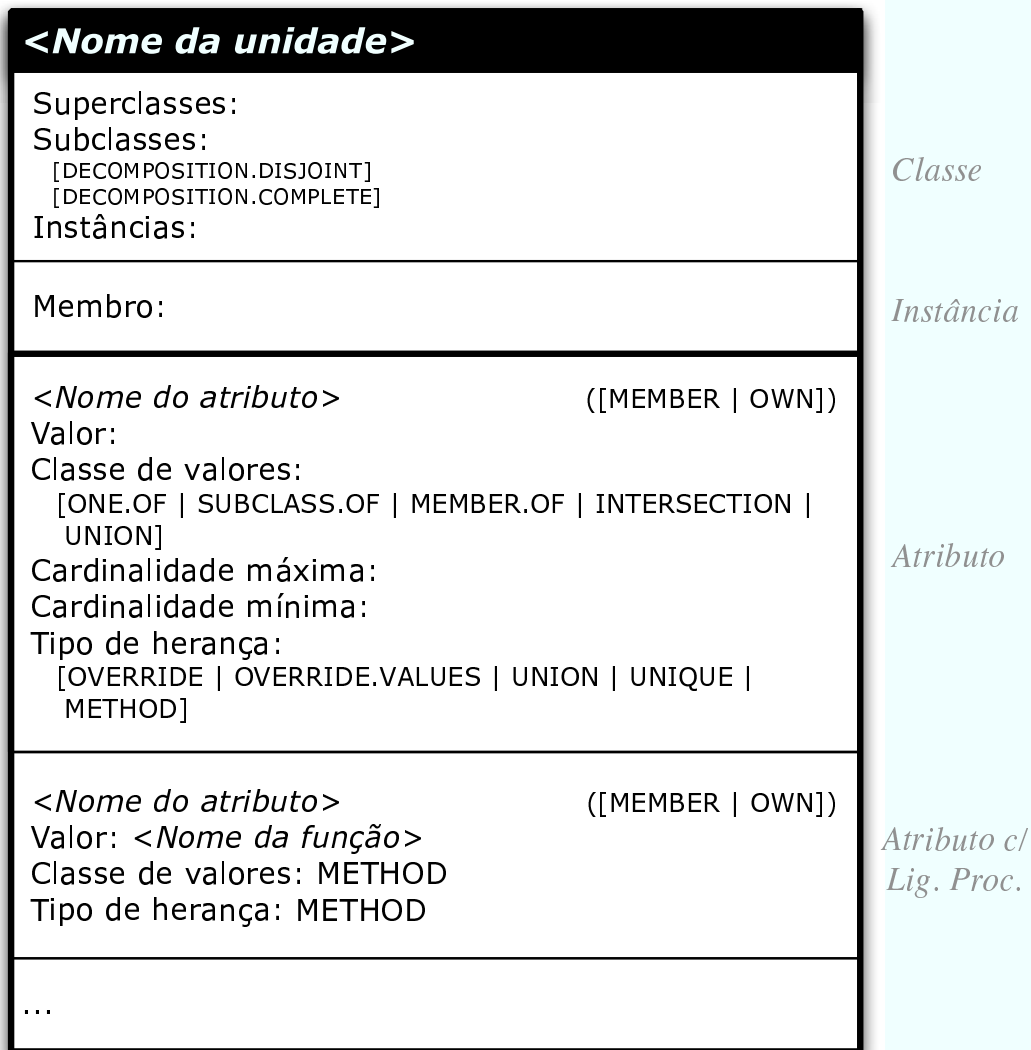 <Nome da unidade>
Superclasses:
Subclasses:
[DECOMPOSITION.DISJOINT]
[DECOMPOSITION.COMPLETE]
Instâncias:
Classe
Membro:
Instância
<Nome do atributo> ([MEMBER | OWN])
Valor:
Classe de valores:
[ONE.OF | SUBCLASS.OF | MEMBER.OF | INTERSECTION |
UNION]
Cardinalidade máxima:
Cardinalidade mínima:
Tipo de herança:
[OVERRIDE | OVERRIDE.VALUES | UNION | UNIQUE |
METHOD]
Atributo
<Nome do atributo> ([MEMBER | OWN])
Valor: <Nome da função>
Classe de valores: METHOD
Tipo de herança: METHOD
Atributo c/
Lig. Proc.
...